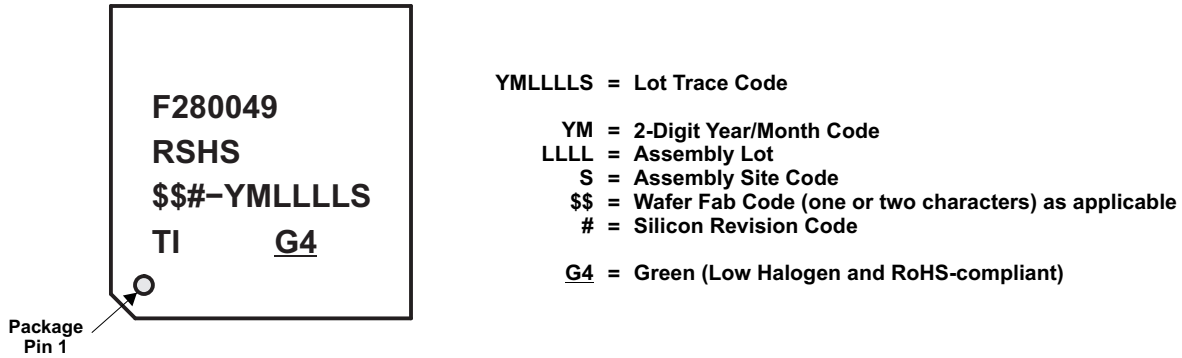 F280049
RSHS
$$#−YMLLLLS
TI G4
Package
Pin 1
YMLLLLS = Lot Trace Code
YM = 2-Digit Year/Month Code
LLLL = Assembly Lot
S = Assembly Site Code
$$ = Wafer Fab Code (one or two characters) as applicable
# = Silicon Revision Code
G4 = Green (Low Halogen and RoHS-compliant)